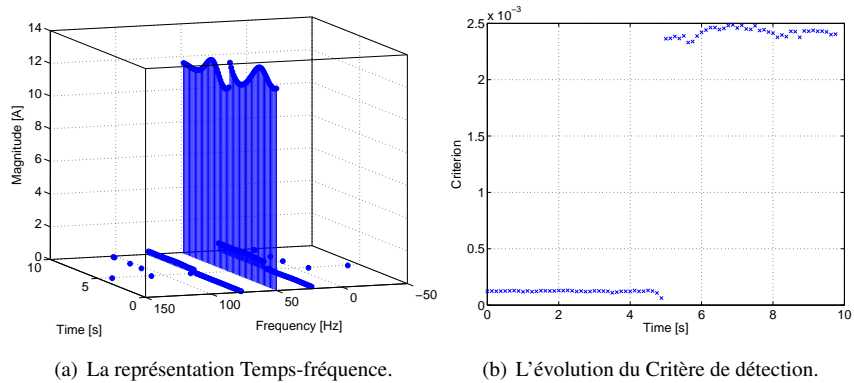 14
12
10
8
6
4
2
0
Magnitude [A]
10
5
0
Time [s]
150
100
50
0
−50
Frequency [Hz]
x 10⁻³
2.5
2
1.5
1
0.5
0
Criterion
0 2 4 6 8 10
Time [s]
(a) La représentation Temps-fréquence.
(b) L'évolution du Critère de détection.